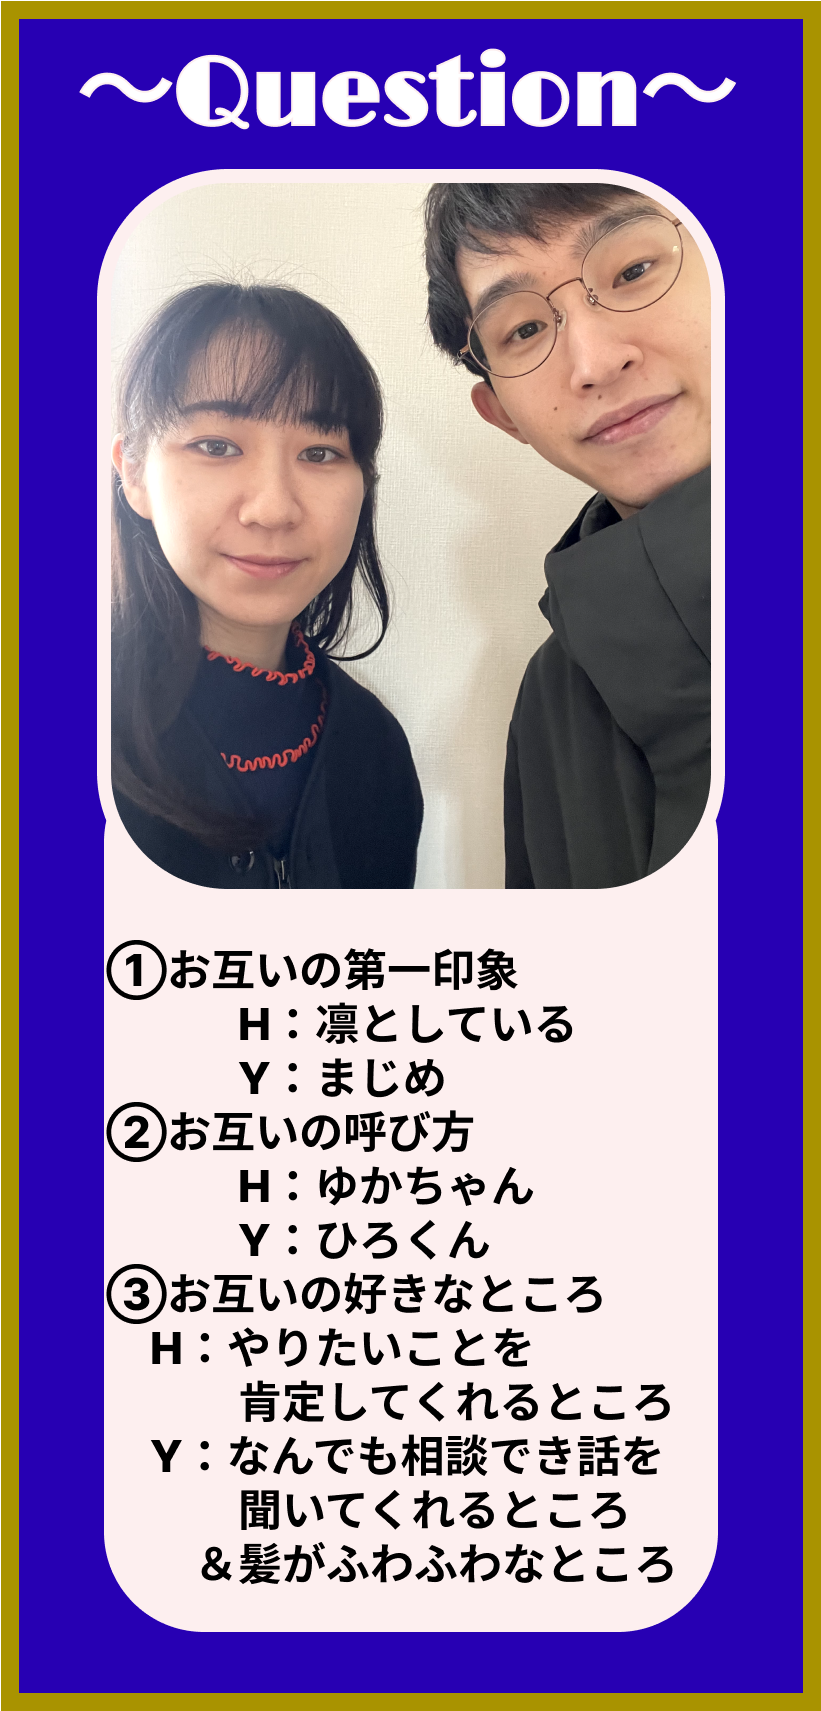 ～Question～
①お互いの第一印象
H：凛としている
Y：まじめ
②お互いの呼び方
H：ゆかちゃん
Y：ひろくん
③お互いの好きなところ
H：やりたいことを
肯定してくれるところ
Y：なんでも相談でき話を
聞いてくれるところ
＆髪がふわふわなところ